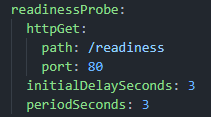 readinessProbe:
  httpGet:
    path: /readiness
    port: 80
  initialDelaySeconds: 3
  periodSeconds: 3